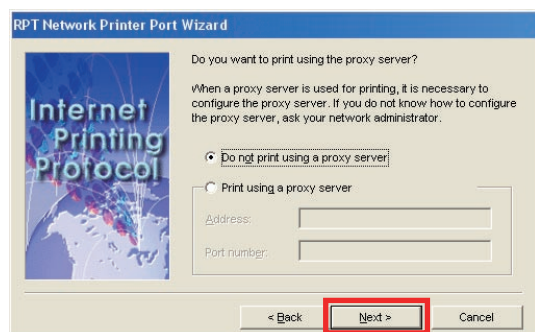 RPT Network Printer Port Wizard
Internet
Printing
Protocol
Do you want to print using the proxy server?
When a proxy server is used for printing, it is necessary to
configure the proxy server. If you do not know how to configure
the proxy server, ask your network administrator.
Do not print using a proxy server
Print using a proxy server
Address:
Port number:
< Back
Next >
Cancel